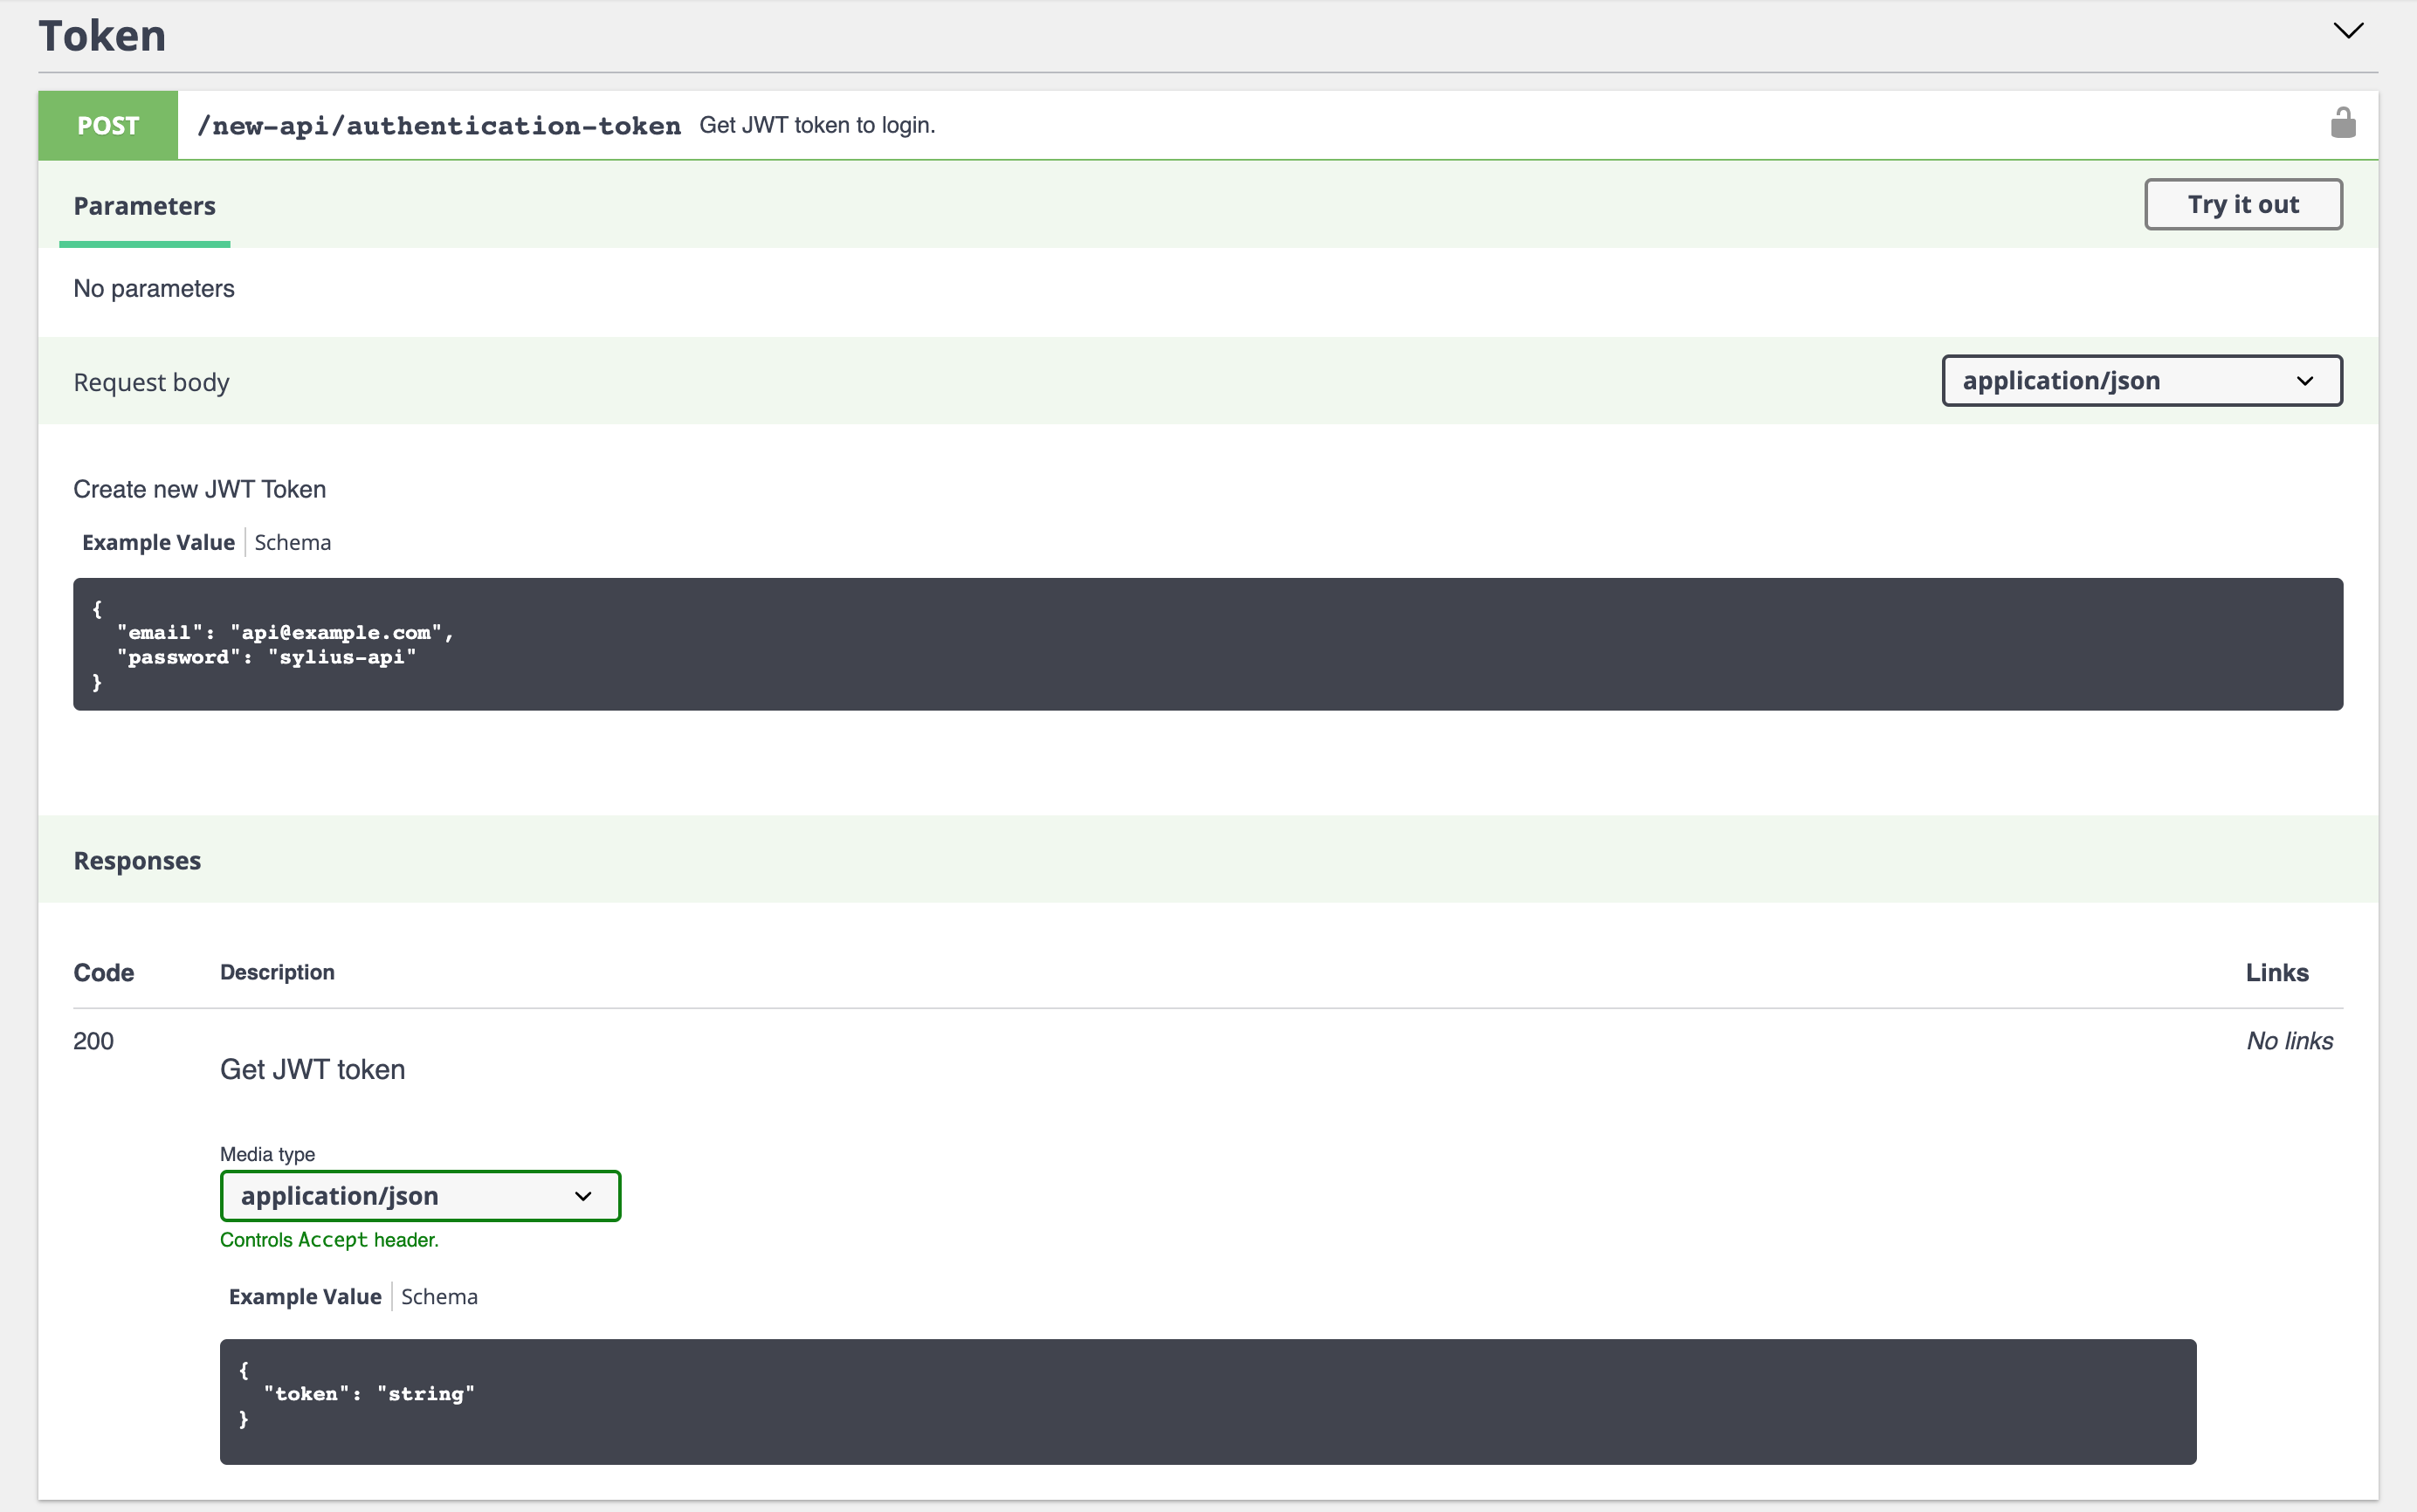 Token
POST /new-api/authentication-token Get JWT token to login.
Parameters Try it out
No parameters
Request body application/json
Create new JWT Token
Example Value Schema
{
"email": "api@example.com",
"password": "sylius-api"
}
Responses
Code Description Links
200 No links
Get JWT token
Media type
application/json
Controls Accept header.
Example Value Schema
{
"token": "string"
}